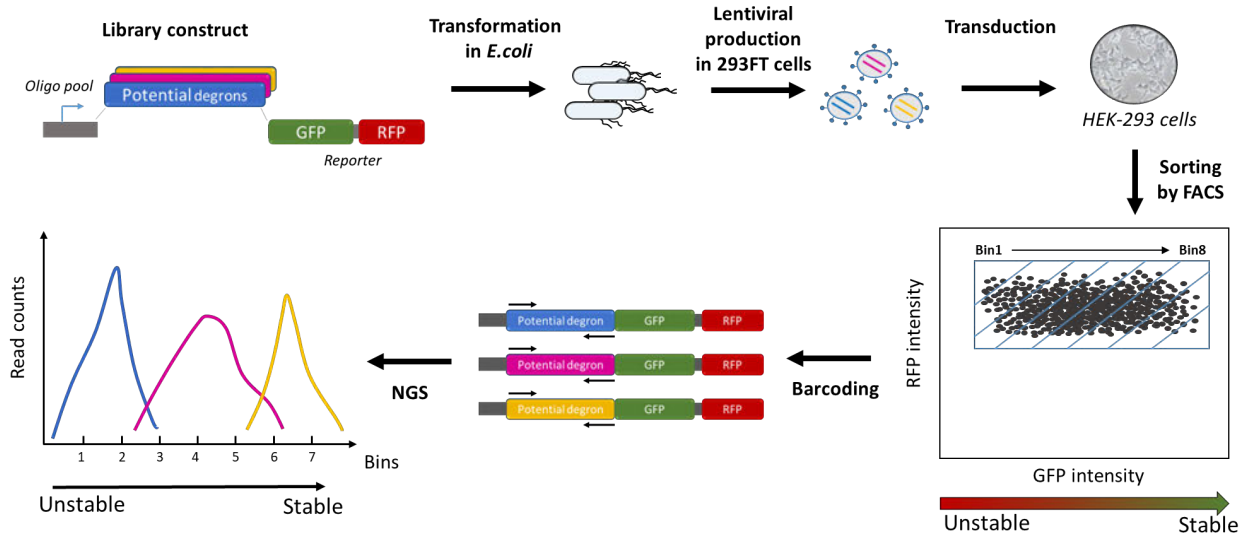 Library construct
Oligo pool
Potential degrons
GFP
RFP
Reporter
Transformation
in E.coli
Lentiviral
production
in 293FT cells
Transduction
HEK-293 cells
Sorting
by FACS
Bin1
Bin8
RFP intensity
GFP intensity
Unstable
Stable
Barcoding
Potential degron
GFP
RFP
Potential degron
GFP
RFP
Potential degron
GFP
RFP
NGS
Read counts
1 2 3 4 5 6 7
Bins
Unstable
Stable